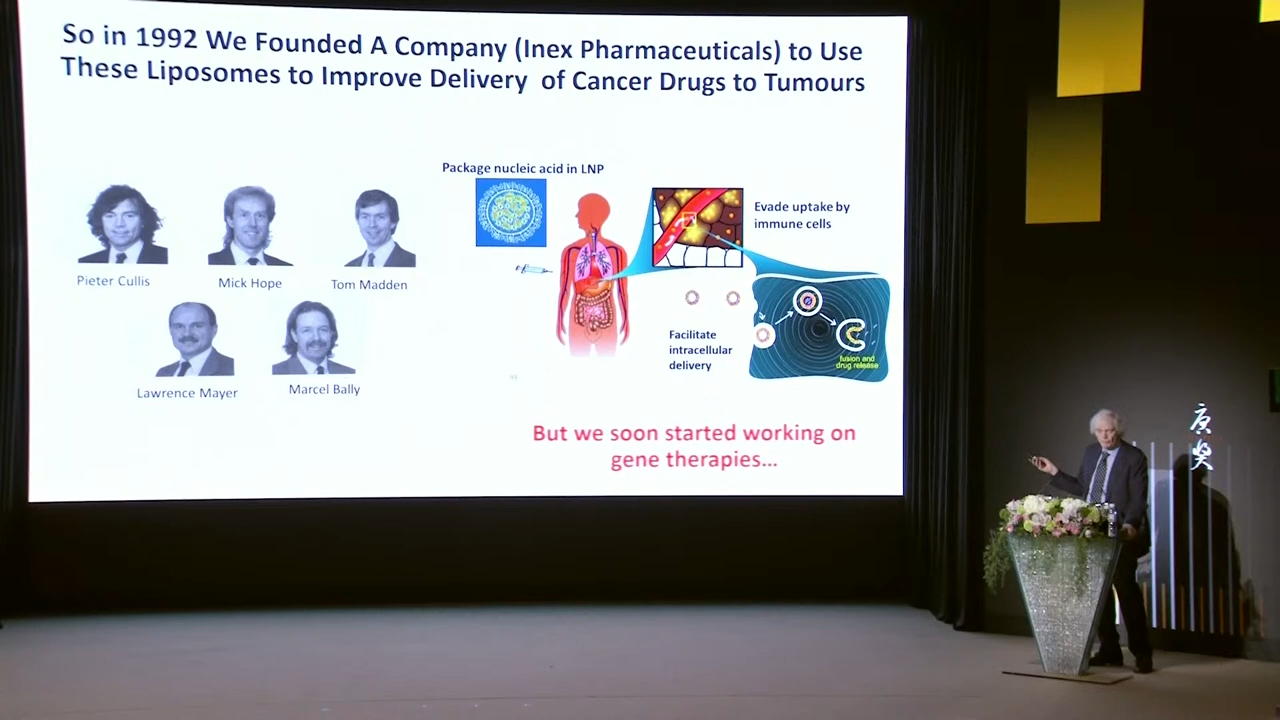 So in 1992 We Founded A Company (Inex Pharmaceuticals) to Use
These Liposomes to Improve Delivery of Cancer Drugs to Tumours
Package nucleic acid in LNP
Evade uptake by
immune cells
Pieter Cullis
Mick Hope
Tom Madden
Facilitate
intracellular
delivery
fusion and
drug release
Lawrence Mayer
Marcel Bally
But we soon started working on
gene therapies...
唐奖